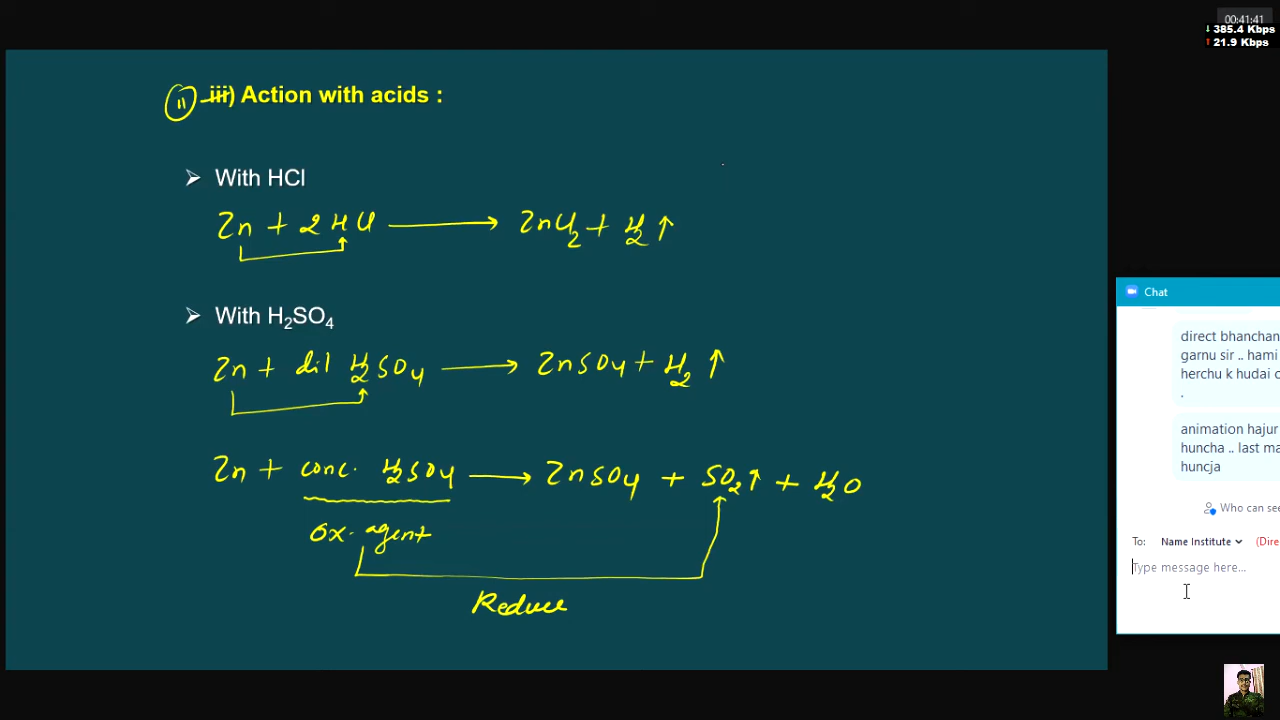 00:41:41
↓ 385.4 Kbps
↑ 21.9 Kbps
ii iii) Action with acids :
➢ With HCl
Zn + 2HCl ⟶ ZnCl₂ + H₂ ↑
➢ With H₂SO₄
Zn + dil H₂SO₄ ⟶ ZnSO₄ + H₂ ↑
Zn + conc. H₂SO₄ ⟶ ZnSO₄ + SO₂↑ + H₂O
Ox. agent
Reduce
Chat
direct bhanchan
garnu sir .. hami
herchu k hudai c
.
animation hajur
huncha .. last ma
huncja
Who can see
To: Name Institute (Dire
Type message here...